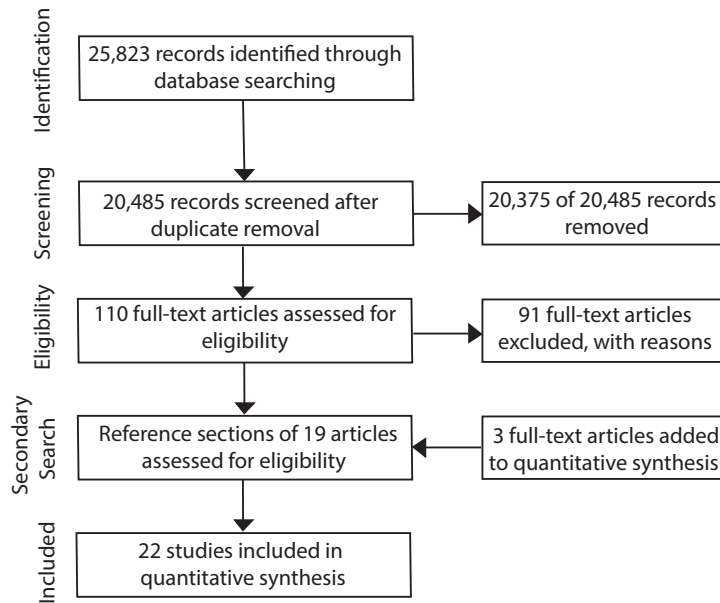 Identification
25,823 records identified through
database searching
Screening
20,485 records screened after
duplicate removal
20,375 of 20,485 records
removed
Eligibility
110 full-text articles assessed for
eligibility
91 full-text articles
excluded, with reasons
Secondary
Search
Reference sections of 19 articles
assessed for eligibility
3 full-text articles added
to quantitative synthesis
Included
22 studies included in
quantitative synthesis